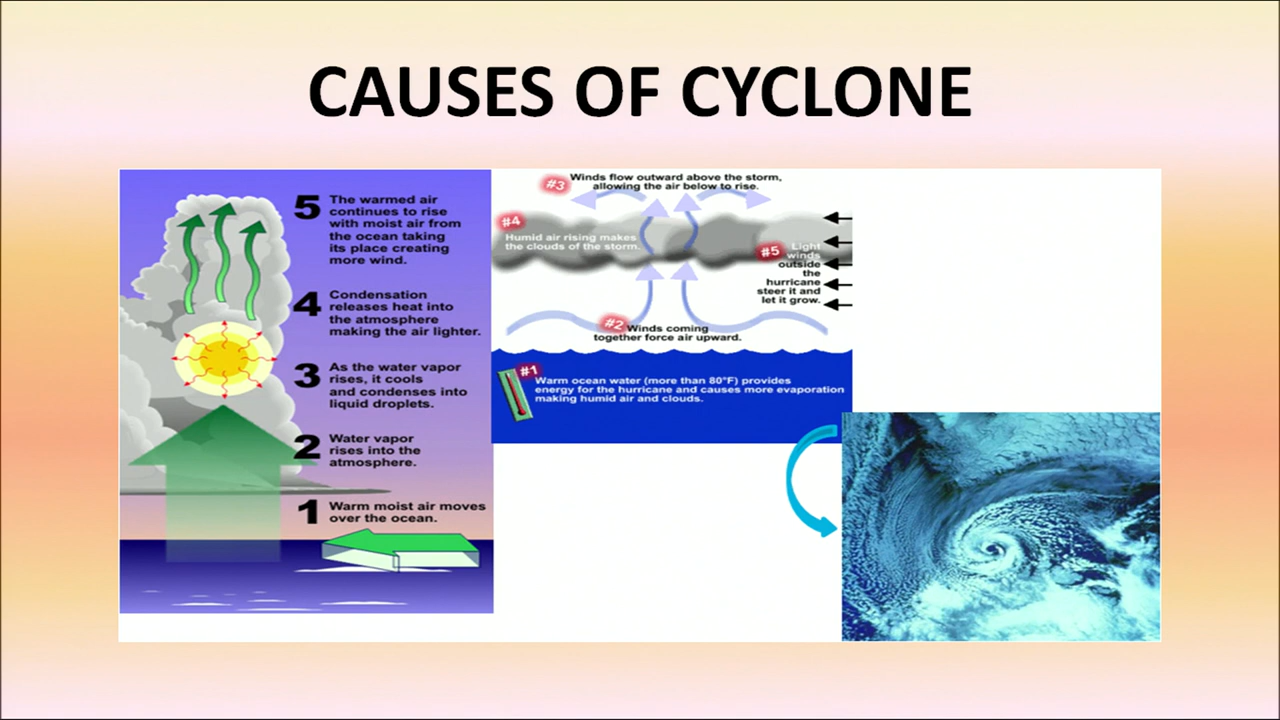 CAUSES OF CYCLONE
5
The warmed air
continues to rise
with moist air from
the ocean taking
its place creating
more wind.
4
Condensation
releases heat into
the atmosphere
making the air lighter.
3
As the water vapor
rises, it cools
and condenses into
liquid droplets.
2
Water vapor
rises into the
atmosphere.
1
Warm moist air moves
over the ocean.
#3
Winds flow outward above the storm,
allowing the air below to rise.
#4
Humid air rising makes
the clouds of the storm.
#5
Light
winds
outside
the
hurricane
steer it and
let it grow.
#2
Winds coming
together force air upward.
#1
Warm ocean water (more than 80°F) provides
energy for the hurricane and causes more evaporation
making humid air and clouds.